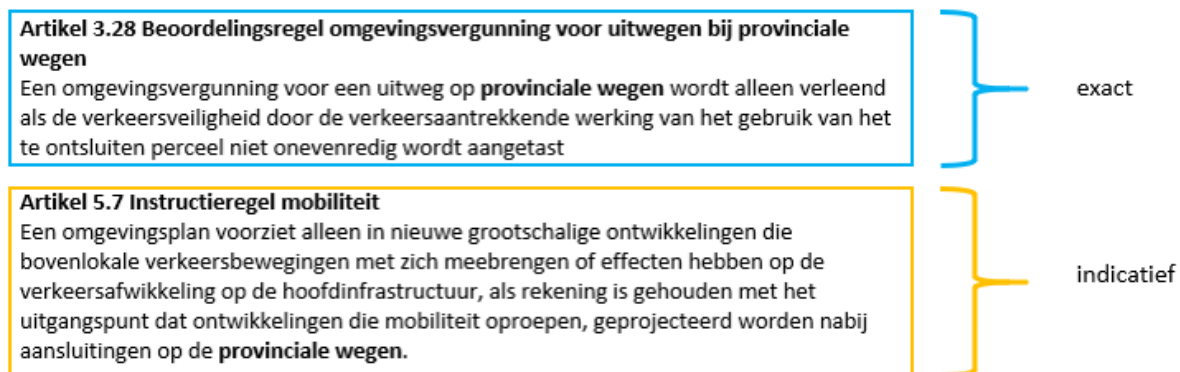 Artikel 3.28 Beoordelingsregel omgevingsvergunning voor uitwegen bij provinciale
wegen
Een omgevingsvergunning voor een uitweg op provinciale wegen wordt alleen verleend
als de verkeersveiligheid door de verkeersaantrekkende werking van het gebruik van het
te ontsluiten perceel niet onevenredig wordt aangetast
exact
Artikel 5.7 Instructieregel mobiliteit
Een omgevingsplan voorziet alleen in nieuwe grootschalige ontwikkelingen die
bovenlokale verkeersbewegingen met zich meebrengen of effecten hebben op de
verkeersafwikkeling op de hoofdinfrastructuur, als rekening is gehouden met het
uitgangspunt dat ontwikkelingen die mobiliteit oproepen, geprojecteerd worden nabij
aansluitingen op de provinciale wegen.
indicatief